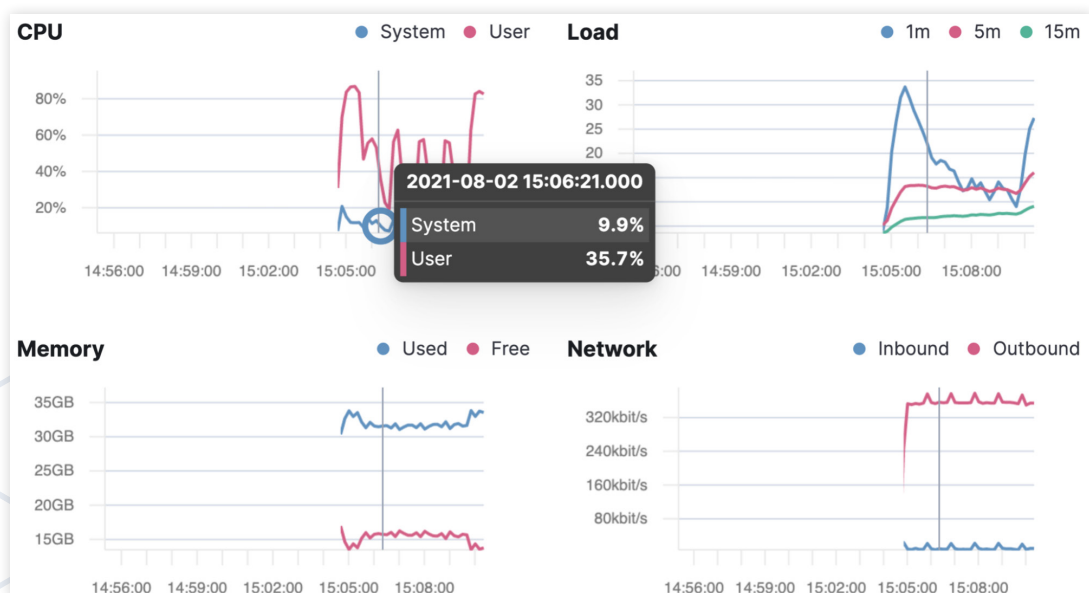 CPU
System User
80%
60%
40%
20%
14:56:00 14:59:00 15:02:00 15:05:00
2021-08-02 15:06:21.000
System 9.9%
User 35.7%
Load
1m 5m 15m
35
30
25
20
6:00 14:59:00 15:02:00 15:05:00 15:08:00
Memory
Used Free
35GB
30GB
25GB
20GB
15GB
14:56:00 14:59:00 15:02:00 15:05:00 15:08:00
Network
Inbound Outbound
320kbit/s
240kbit/s
160kbit/s
80kbit/s
14:56:00 14:59:00 15:02:00 15:05:00 15:08:00